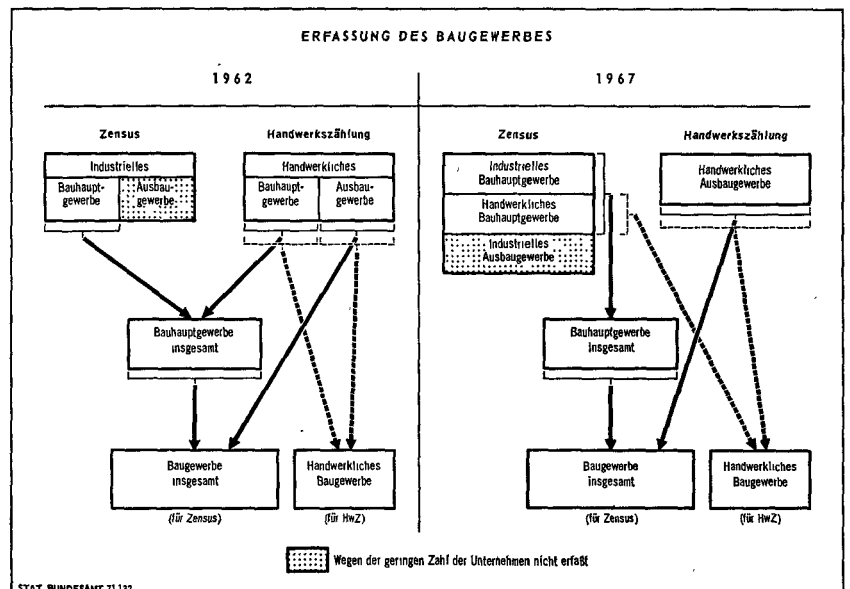 ERFASSUNG DES BAUGEWERBES
1962
Zensus
Handwerkszählung
Industrielles
Bauhaupt-
gewerbe
Ausbau-
gewerbe
Handwerkliches
Bauhaupt-
gewerbe
Ausbau-
gewerbe
Bauhauptgewerbe
insgesamt
Baugewerbe
insgesamt
(für Zensus)
Handwerkliches
Baugewerbe
(für HwZ)
1967
Zensus
Handwerkszählung
Industrielles
Bauhauptgewerbe
Handwerkliches
Bauhauptgewerbe
Industrielles
Ausbaugewerbe
Handwerkliches
Ausbaugewerbe
Bauhauptgewerbe
insgesamt
Baugewerbe
insgesamt
(für Zensus)
Handwerkliches
Baugewerbe
(für HwZ)
Wegen der geringen Zahl der Unternehmen nicht erfaßt
STAT. BUNDESAMT